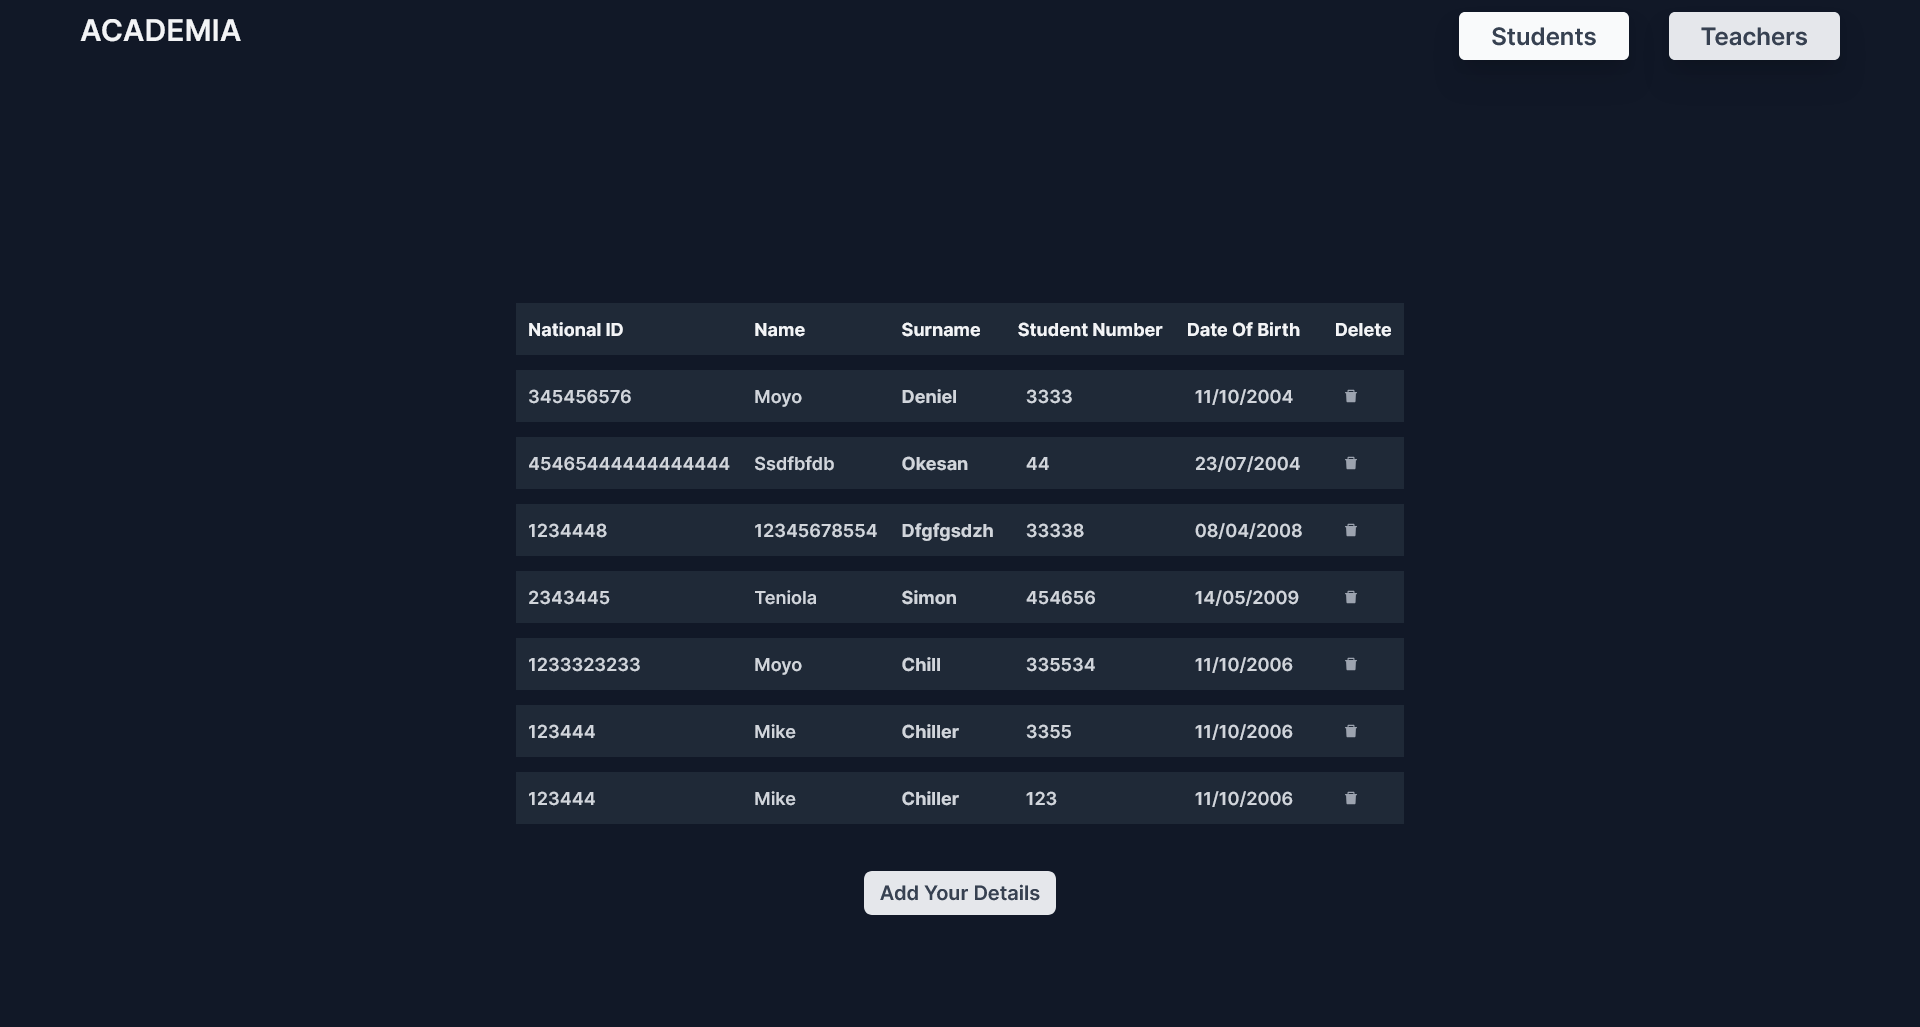 ACADEMIA Students Teachers
National ID Name Surname Student Number Date Of Birth Delete
345456576 Moyo Deniel 3333 11/10/2004
45465444444444444 Ssdfbfdb Okesan 44 23/07/2004
1234448 12345678554 Dfgfgsdzh 33338 08/04/2008
2343445 Teniola Simon 454656 14/05/2009
1233323233 Moyo Chill 335534 11/10/2006
123444 Mike Chiller 3355 11/10/2006
123444 Mike Chiller 123 11/10/2006
Add Your Details